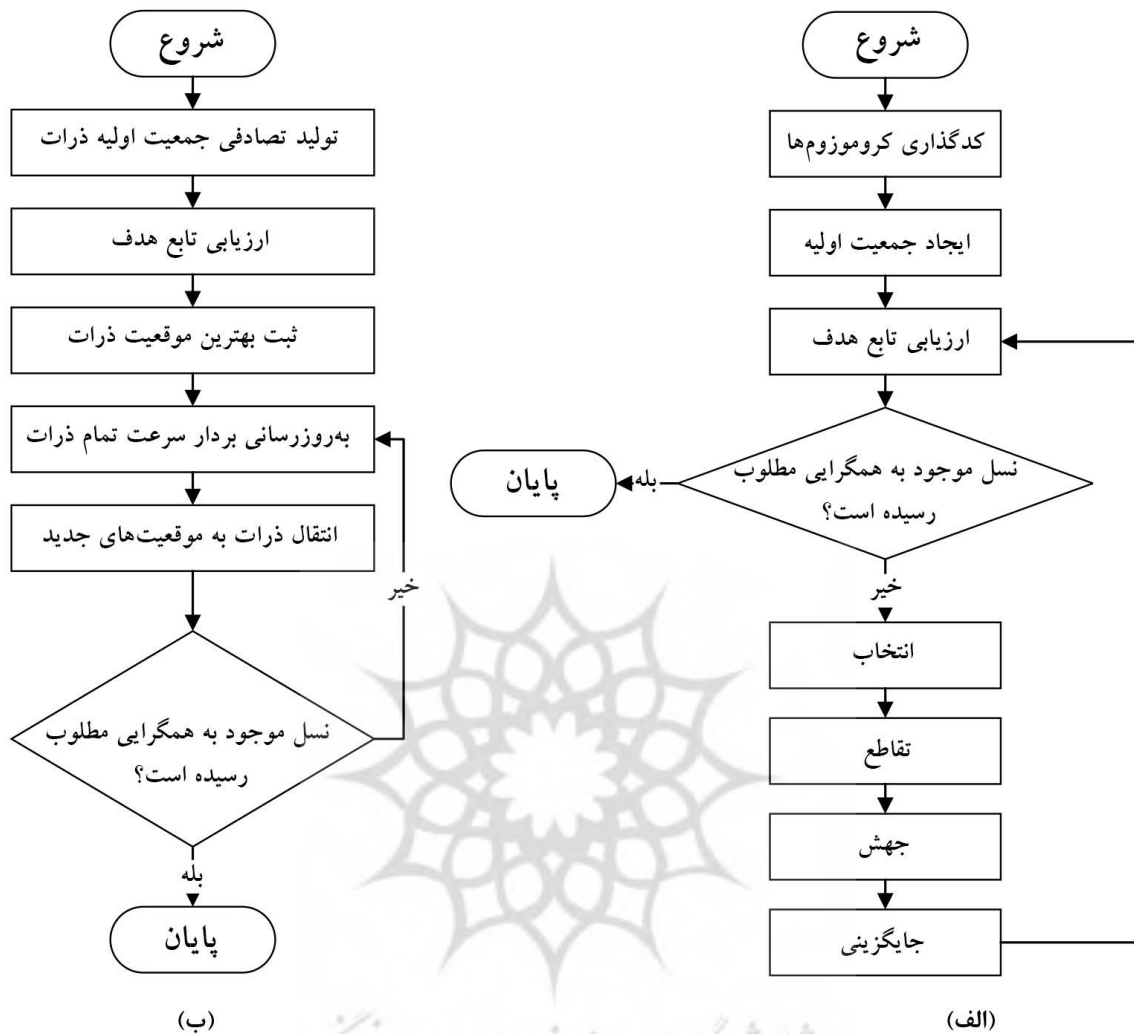 شروع
کدگذاری کروموزوم‌ها
ایجاد جمعیت اولیه
ارزیابی تابع هدف
نسل موجود به همگرایی مطلوب
رسیده است؟
بله
پایان
خیر
انتخاب
تقاطع
جهش
جایگزینی
(الف)
شروع
تولید تصادفی جمعیت اولیه ذرات
ارزیابی تابع هدف
ثبت بهترین موقعیت ذرات
به‌روزرسانی بردار سرعت تمام ذرات
انتقال ذرات به موقعیت‌های جدید
خیر
نسل موجود به همگرایی مطلوب
رسیده است؟
بله
پایان
(ب)